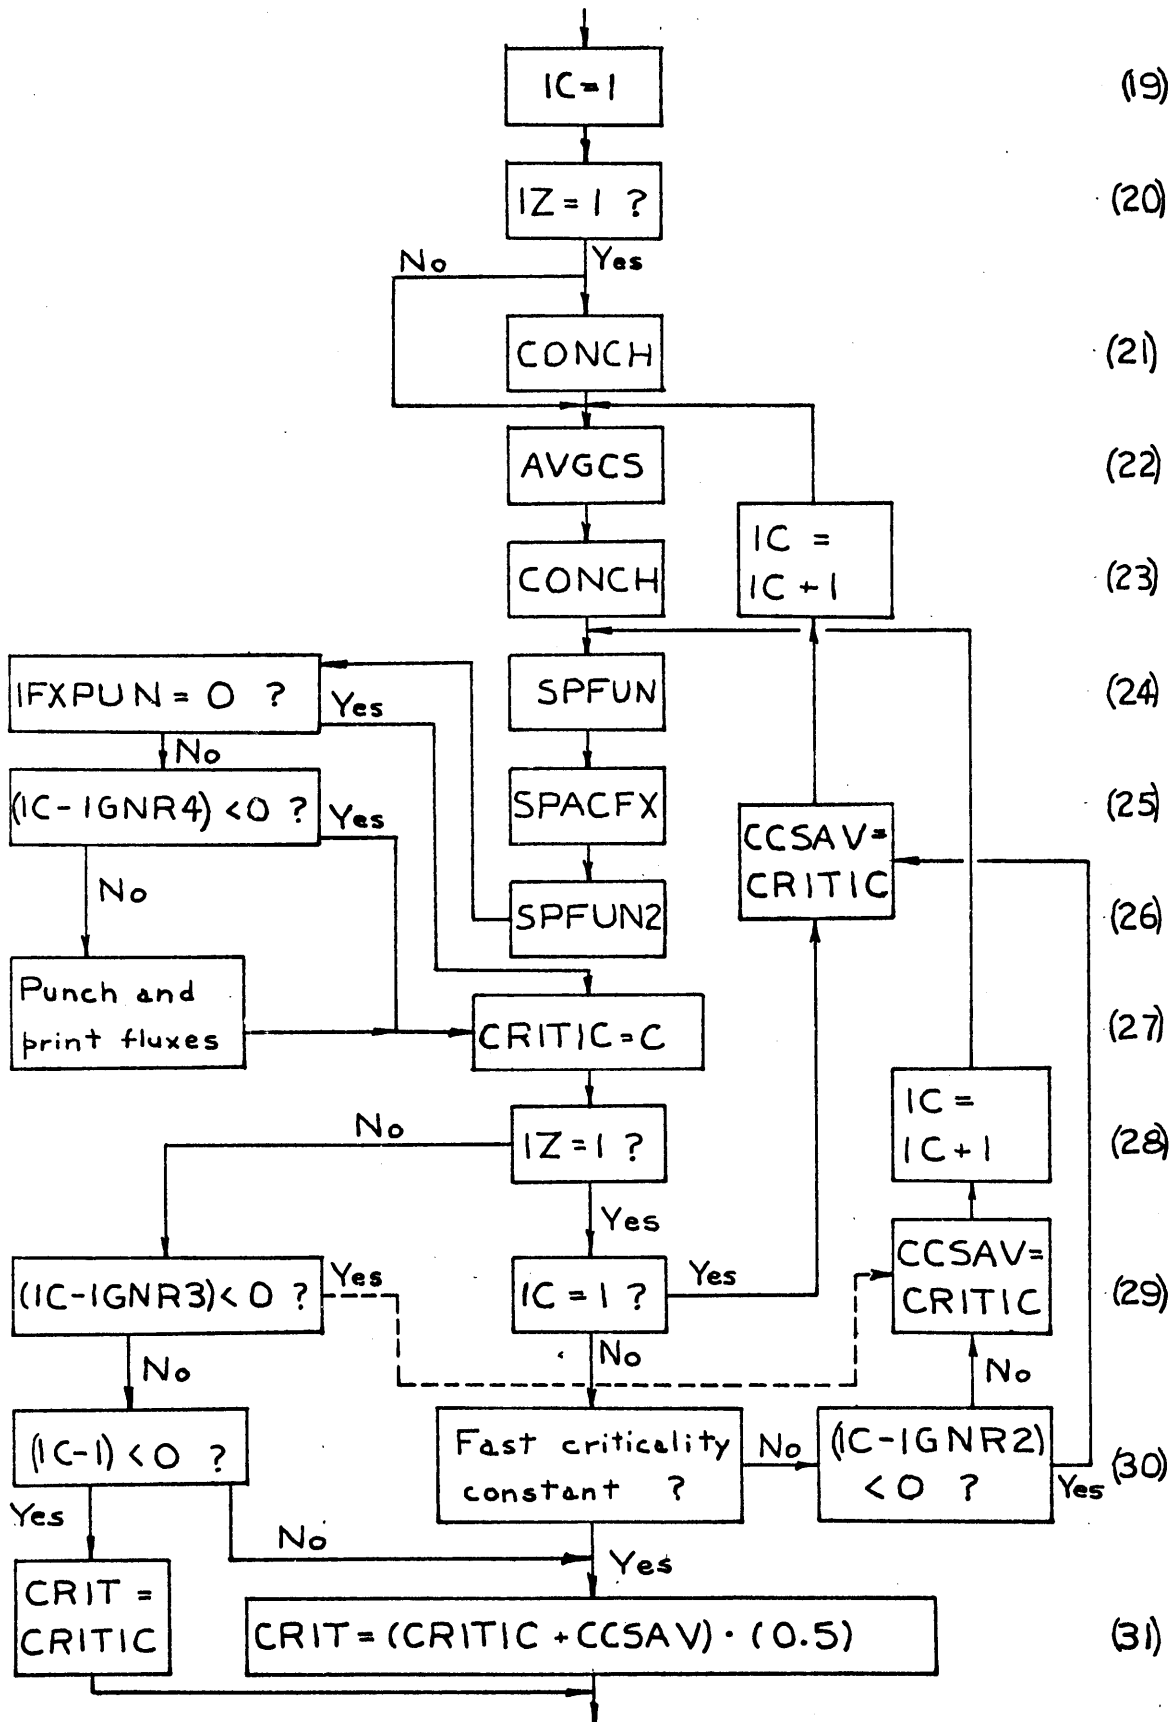 IC = 1
(19)
IZ = 1 ?
(20)
No
Yes
CONCH
(21)
AVGCS
(22)
IC =
IC + 1
CONCH
(23)
IFXPUN = 0 ?
Yes
SPFUN
(24)
No
(IC-IGNR4) < 0 ?
Yes
SPACFX
(25)
CCSAV =
CRITIC
No
SPFUN2
(26)
Punch and
print fluxes
CRITIC = C
(27)
IC =
IC + 1
No
IZ = 1 ?
(28)
Yes
CCSAV =
CRITIC
(IC-IGNR3) < 0 ?
Yes
IC = 1 ?
Yes
(29)
No
No
No
(IC-1) < 0 ?
Fast criticality
constant ?
No
(IC-IGNR2)
< 0 ?
Yes
(30)
Yes
No
Yes
CRIT =
CRITIC
CRIT = (CRITIC + CCSAV) · (0.5)
(31)